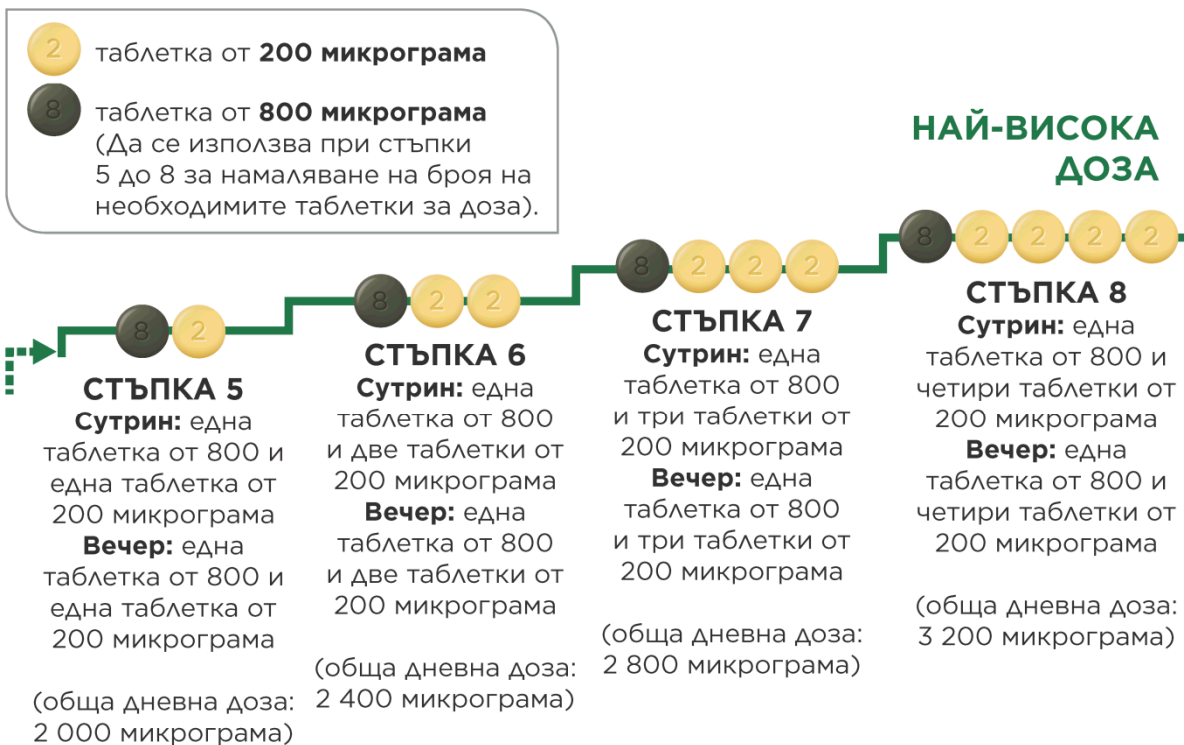 2 таблетка от 200 микрограма
8 таблетка от 800 микрограма
(Да се използва при стъпки
5 до 8 за намаляване на броя на
необходимите таблетки за доза).
НАЙ-ВИСОКА
ДОЗА
8 2
СТЪПКА 5
Сутрин: една
таблетка от 800 и
една таблетка от
200 микрограма
Вечер: една
таблетка от 800 и
една таблетка от
200 микрограма
(обща дневна доза:
2 000 микрограма)
8 2 2
СТЪПКА 6
Сутрин: една
таблетка от 800
и две таблетки от
200 микрограма
Вечер: една
таблетка от 800
и две таблетки от
200 микрограма
(обща дневна доза:
2 400 микрограма)
8 2 2 2
СТЪПКА 7
Сутрин: една
таблетка от 800
и три таблетки от
200 микрограма
Вечер: една
таблетка от 800
и три таблетки от
200 микрограма
(обща дневна доза:
2 800 микрограма)
8 2 2 2 2
СТЪПКА 8
Сутрин: една
таблетка от 800 и
четири таблетки от
200 микрограма
Вечер: една
таблетка от 800 и
четири таблетки от
200 микрограма
(обща дневна доза:
3 200 микрограма)